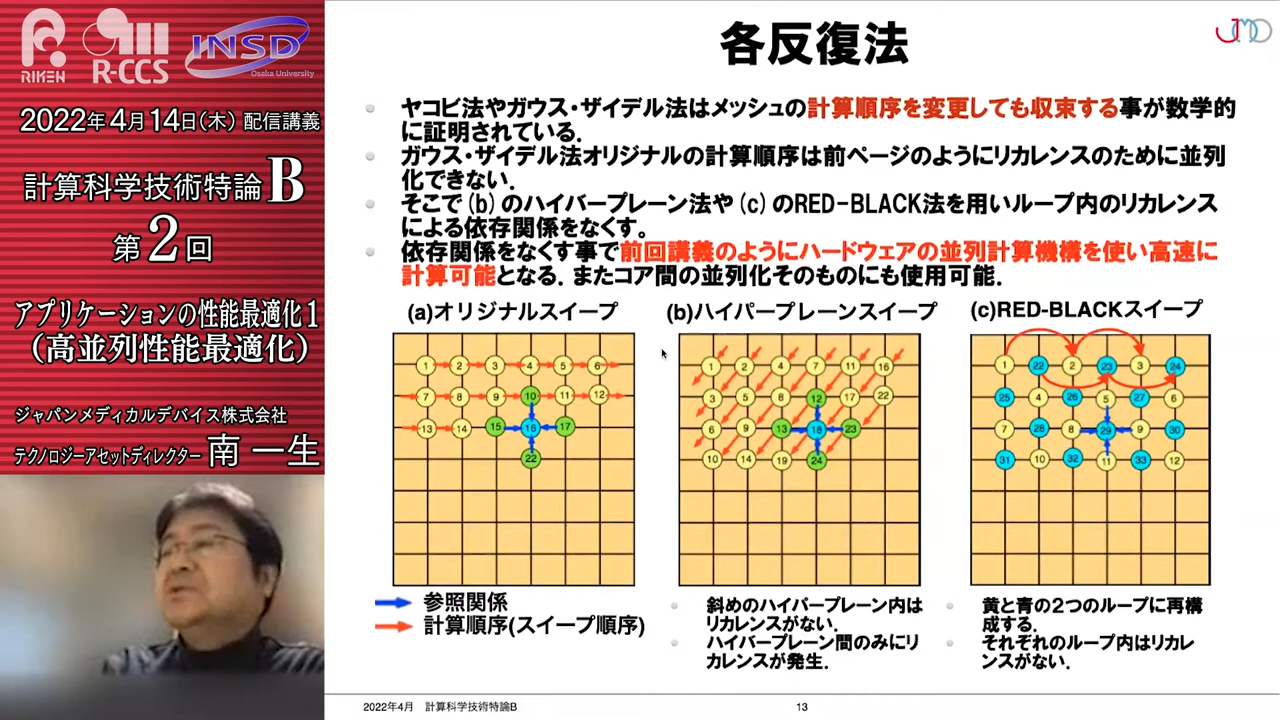 RIKEN
R-CCS
INSD
Osaka University
2022年4月14日(木) 配信講義
計算科学技術特論B
第2回
アプリケーションの性能最適化1
(高並列性能最適化)
ジャパンメディカルデバイス株式会社
テクノロジーアセットディレクター 南 一生
各反復法
JMD
ヤコビ法やガウス・ザイデル法はメッシュの計算順序を変更しても収束する事が数学的
に証明されている.
ガウス・ザイデル法オリジナルの計算順序は前ページのようにリカレンスのために並列
化できない.
そこで(b)のハイパープレーン法や(c)のRED-BLACK法を用いループ内のリカレンス
による依存関係をなくす。
依存関係をなくす事で前回講義のようにハードウェアの並列計算機構を使い高速に
計算可能となる. またコア間の並列化そのものにも使用可能.
(a)オリジナルスイープ
1 2 3 4 5 6
7 8 9 10 11 12
13 14 15 16 17
22
参照関係
計算順序(スイープ順序)
(b)ハイパープレーンスイープ
1 2 4 7 11 16
3 5 8 12 17 22
6 9 13 18 23
10 14 19 24
斜めのハイパープレーン内は
リカレンスがない.
ハイパープレーン間のみにリ
カレンスが発生.
(c)RED-BLACKスイープ
1 22 2 23 3 24
25 4 26 5 27 6
7 28 8 29 9 30
31 10 32 11 33 12
黄と青の2つのループに再構
成する.
それぞれのループ内はリカレ
ンスがない.
2022年4月 計算科学技術特論B
13